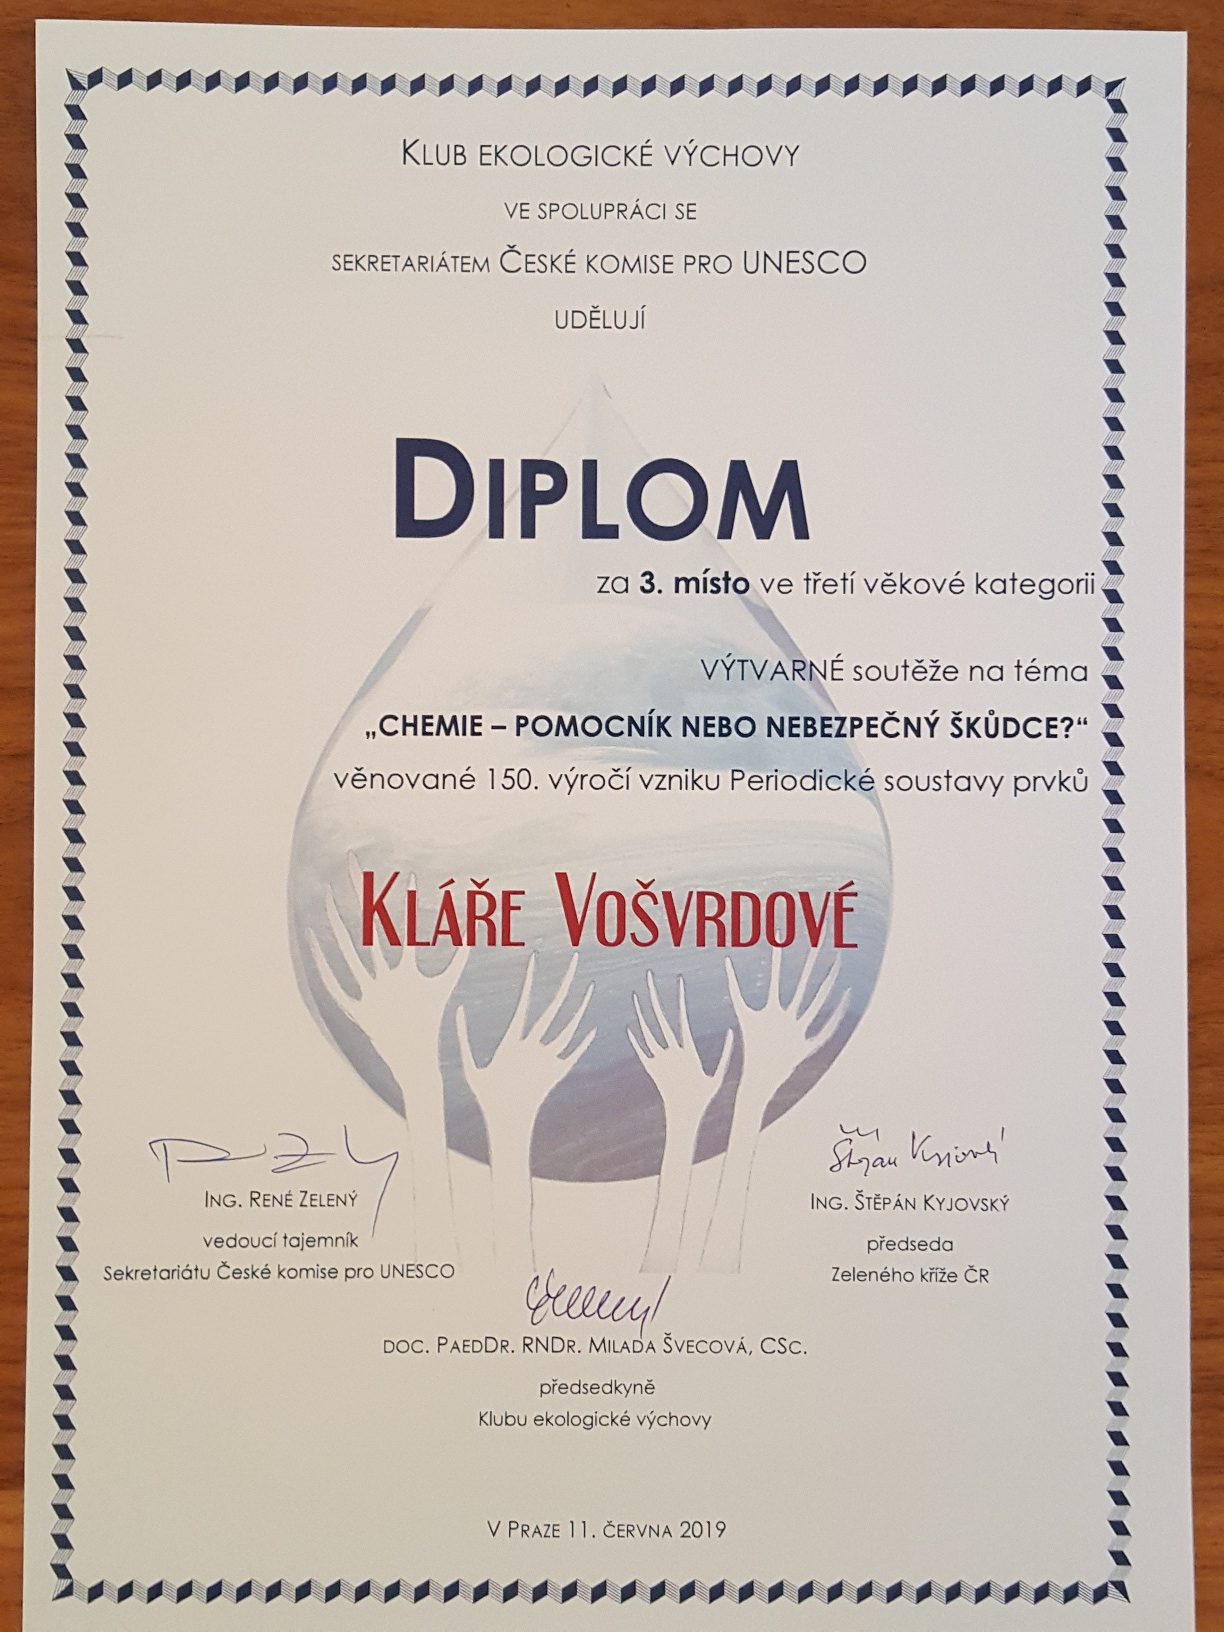 KLUB EKOLOGICKÉ VÝCHOVY
VE SPOLUPRÁCI SE
SEKRETARIÁTEM ČESKÉ KOMISE PRO UNESCO
UDĚLUJÍ
DIPLOM
za 3. místo ve třetí věkové kategorii
VÝTVARNÉ soutěže na téma
„CHEMIE – POMOCNÍK NEBO NEBEZPEČNÝ ŠKŮDCE?“
věnované 150. výročí vzniku Periodické soustavy prvků
KLÁŘE VOŠVRDOVÉ
ING. RENÉ ZELENÝ
vedoucí tajemník
Sekretariátu České komise pro UNESCO
Štěpán Kyjovský
ING. ŠTĚPÁN KYJOVSKÝ
předseda
Zeleného kříže ČR
DOC. PAEDDR. RNDR. MILADA ŠVECOVÁ, CSC.
předsedkyně
Klubu ekologické výchovy
V PRAZE 11. ČERVNA 2019